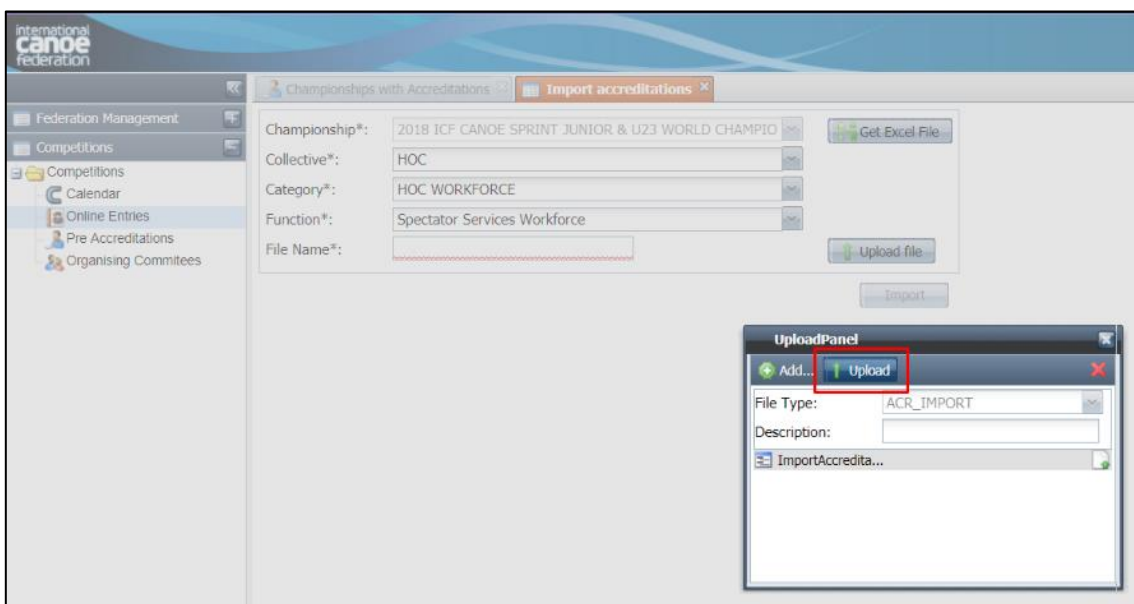 international
canoe
federation
Championships with Accreditations
Import accreditations
Federation Management
Competitions
Competitions
Calendar
Online Entries
Pre Accreditations
Organising Commitees
Championship*: 2018 ICF CANOE SPRINT JUNIOR & U23 WORLD CHAMPIO
Get Excel File
Collective*: HOC
Category*: HOC WORKFORCE
Function*: Spectator Services Workforce
File Name*:
Upload file
Import
UploadPanel
Add... Upload
File Type: ACR_IMPORT
Description:
ImportAccredita...